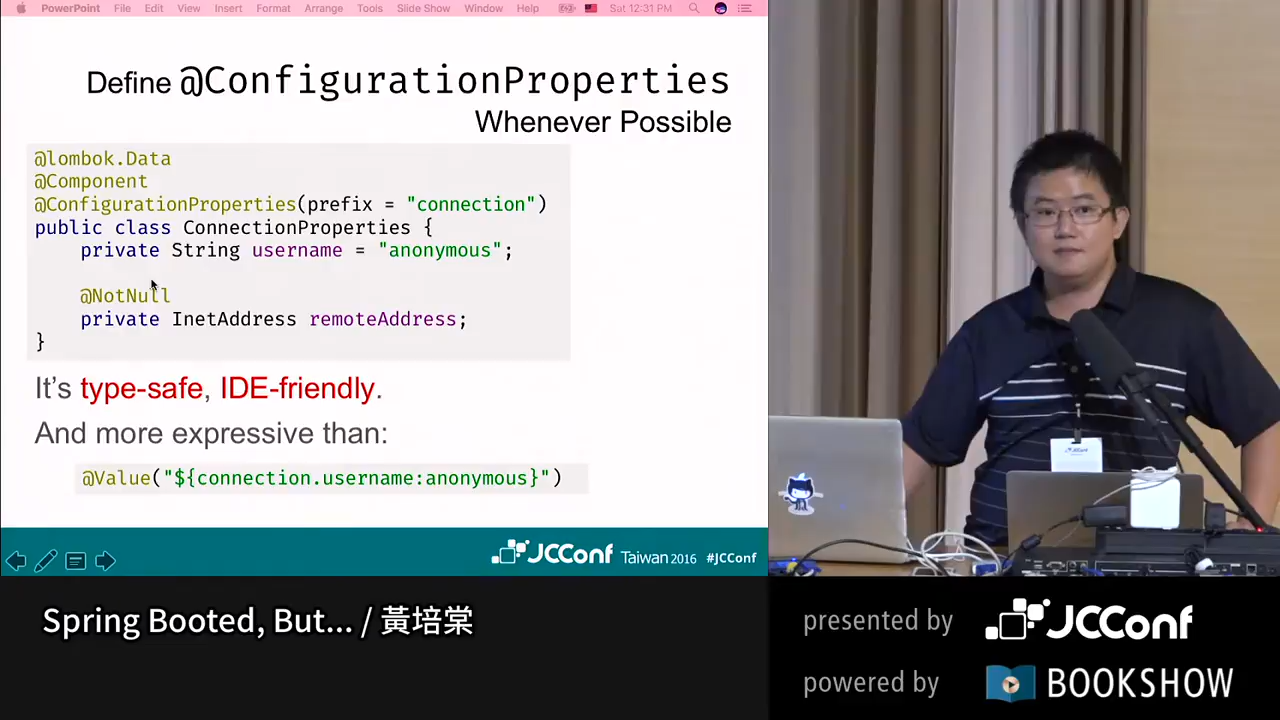 PowerPoint File Edit View Insert Format Arrange Tools Slide Show Window Help Sat 12:31 PM
Define @ConfigurationProperties
Whenever Possible
@lombok.Data
@Component
@ConfigurationProperties(prefix = "connection")
public class ConnectionProperties {
private String username = "anonymous";
@NotNull
private InetAddress remoteAddress;
}
It's type-safe, IDE-friendly.
And more expressive than:
@Value("${connection.username:anonymous}")
JCConf Taiwan 2016 #JCConf
Spring Booted, But... / 黃培棠
presented by JCConf
powered by BOOKSHOW